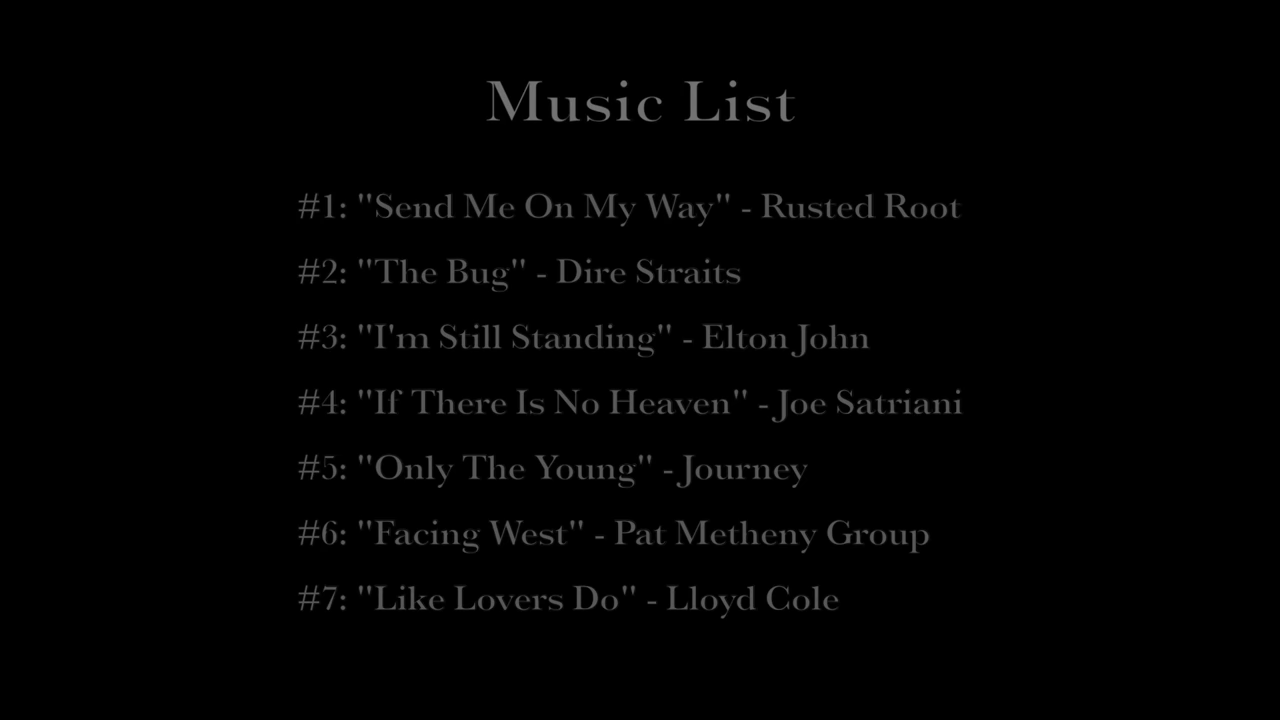 Music List
#1: "Send Me On My Way" - Rusted Root
#2: "The Bug" - Dire Straits
#3: "I'm Still Standing" - Elton John
#4: "If There Is No Heaven" - Joe Satriani
#5: "Only The Young" - Journey
#6: "Facing West" - Pat Metheny Group
#7: "Like Lovers Do" - Lloyd Cole